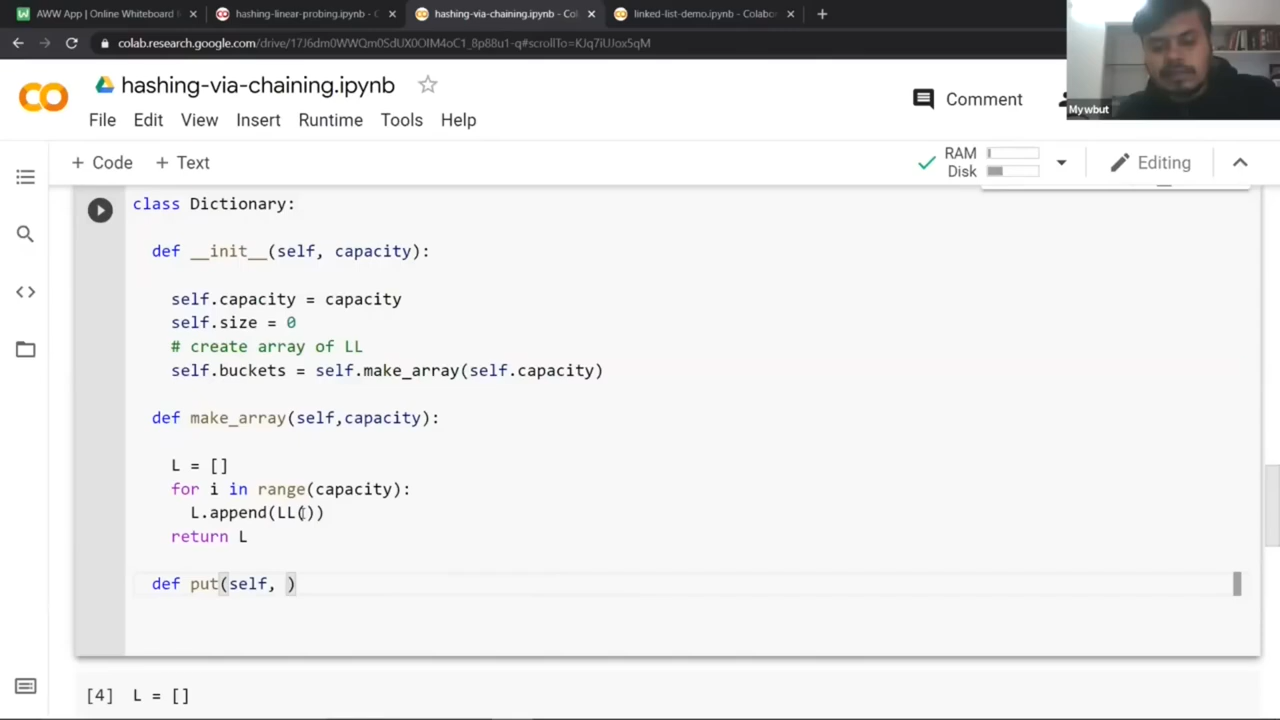 AWW App | Online Whiteboard
hashing-linear-probing.ipynb - C
hashing-via-chaining.ipynb - Col
linked-list-demo.ipynb - Colabor
colab.research.google.com/drive/17J6dm0WWQm0SdUX0OIM4oC1_8p88u1-q#scrollTo=KJq7iUJox5qM
hashing-via-chaining.ipynb
Comment
Mywbut
File Edit View Insert Runtime Tools Help
+ Code + Text
RAM
Disk
Editing
class Dictionary:
def __init__(self, capacity):
self.capacity = capacity
self.size = 0
# create array of LL
self.buckets = self.make_array(self.capacity)
def make_array(self,capacity):
L = []
for i in range(capacity):
L.append(LL())
return L
def put(self, )
[4] L = []